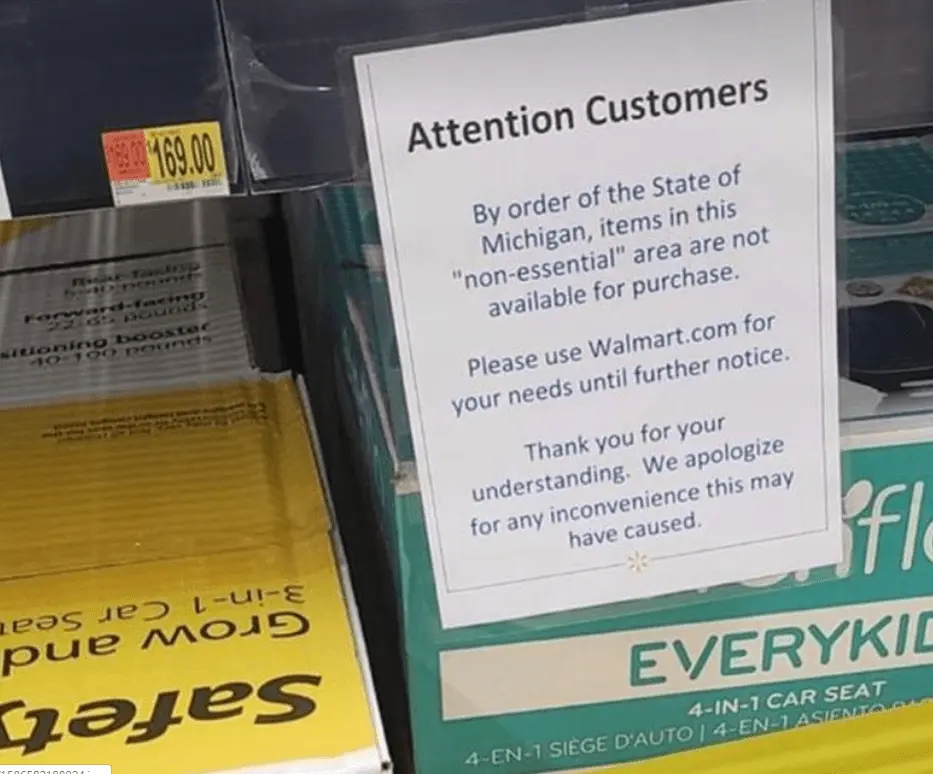 Attention Customers
By order of the State of
Michigan, items in this
"non-essential" area are not
available for purchase.
Please use Walmart.com for
your needs until further notice.
Thank you for your
understanding. We apologize
for any inconvenience this may
have caused.
$169.00
Forward-facing
22-65 pounds
booster
40-100 pounds
3-in-1 Car Seat
Grow and
Safety
EVERYKID
4-IN-1 CAR SEAT
4-EN-1 SIÈGE D'AUTO | 4-EN-1 ASIENTO